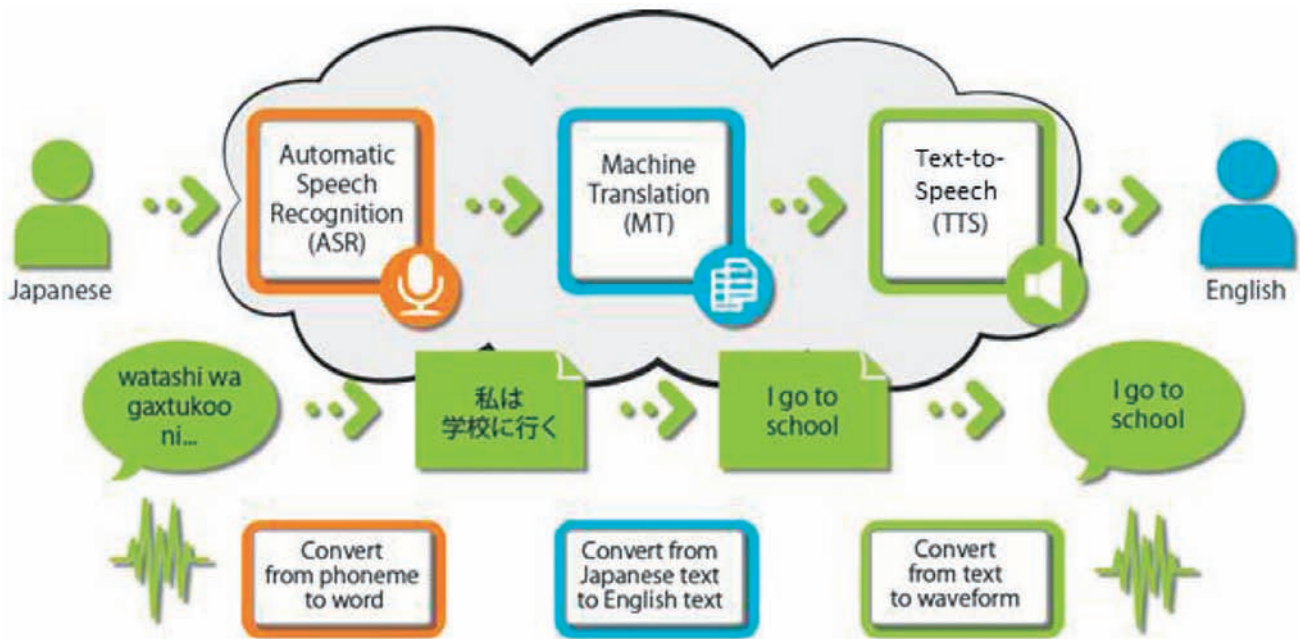 Automatic
Speech
Recognition
(ASR)
Machine
Translation
(MT)
Text-to-
Speech
(TTS)
Japanese
English
watashi wa
gaxtukoo
ni...
私は
学校に行く
I go to
school
I go to
school
Convert
from phoneme
to word
Convert from
Japanese text
to English text
Convert
from text
to waveform